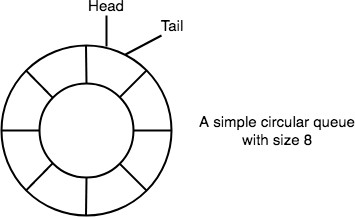 Head
Tail
A simple circular queue
with size 8